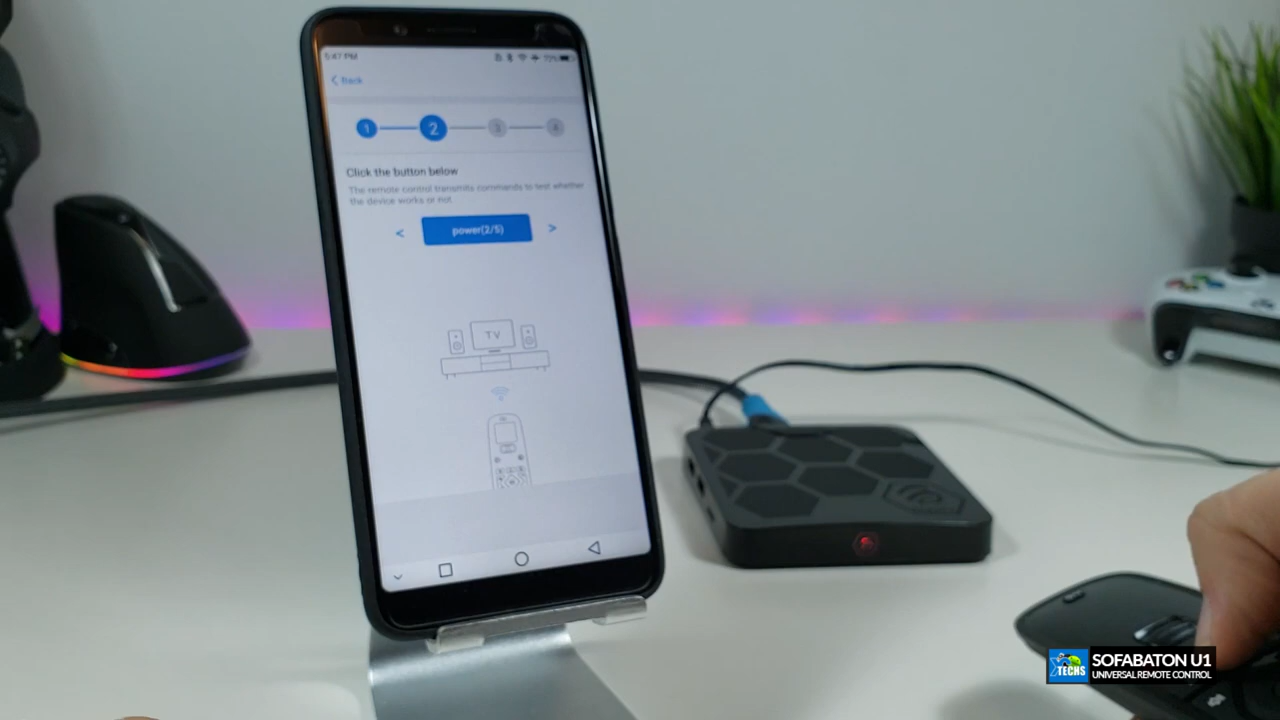 5:47 PM
Back
1
2
3
4
Click the button below
The remote control transmits commands to test whether
the device works or not
< power(2/5) >
TV
TECHS
SOFABATON U1
UNIVERSAL REMOTE CONTROL